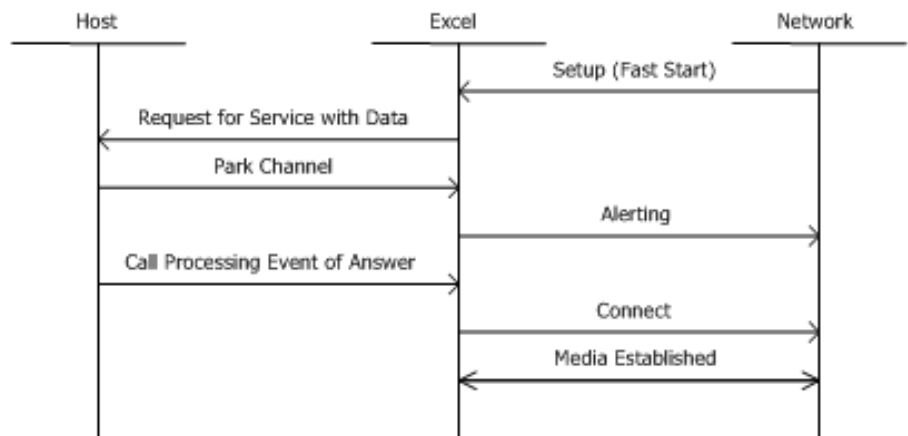 Host
Excel
Network
Setup (Fast Start)
Request for Service with Data
Park Channel
Alerting
Call Processing Event of Answer
Connect
Media Established